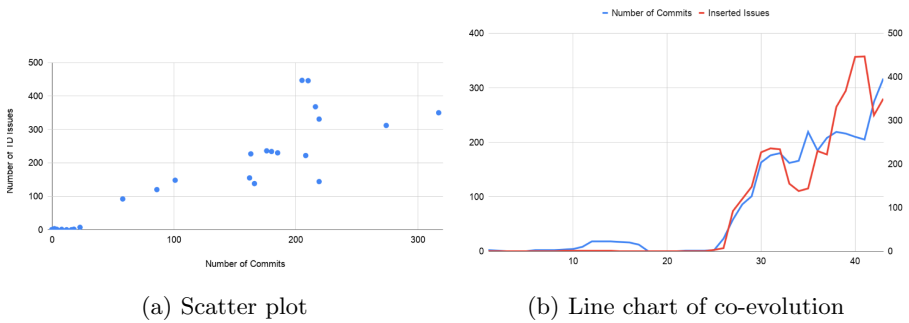 Number of Commits Inserted Issues
500
400
300
200
100
0
Number of TD Issues
0 100 200 300
Number of Commits
400
300
200
100
0
500
400
300
200
100
0
10 20 30 40
(a) Scatter plot
(b) Line chart of co-evolution